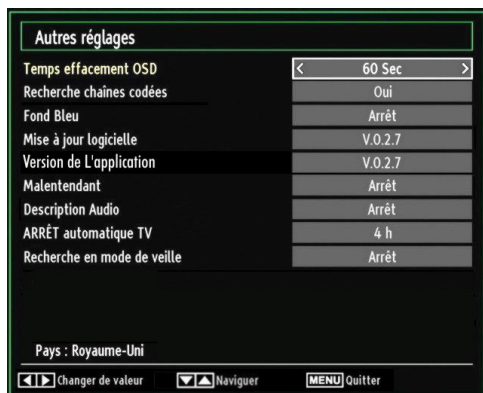 Autres réglages
Temps effacement OSD < 60 Sec >
Recherche chaînes codées Oui
Fond Bleu Arrêt
Mise à jour logicielle V.0.2.7
Version de L'application V.0.2.7
Malentendant Arrêt
Description Audio Arrêt
ARRÊT automatique TV 4 h
Recherche en mode de veille Arrêt
Pays : Royaume-Uni
Changer de valeur Naviguer MENU Quitter